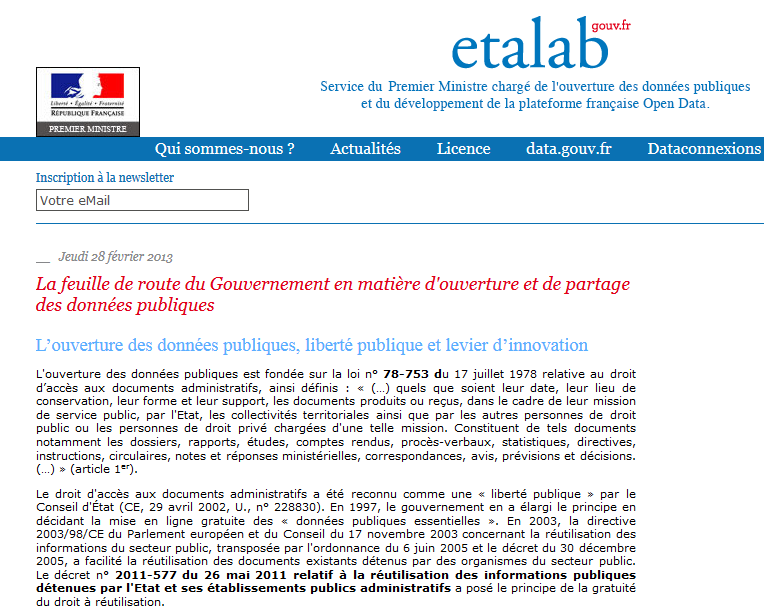 etalab gouv.fr
Service du Premier Ministre chargé de l'ouverture des données publiques
et du développement de la plateforme française Open Data.
Liberté • Égalité • Fraternité
RÉPUBLIQUE FRANÇAISE
PREMIER MINISTRE
Qui sommes-nous ? Actualités Licence data.gouv.fr Dataconnexions
Inscription à la newsletter
Votre eMail
__ Jeudi 28 février 2013
La feuille de route du Gouvernement en matière d'ouverture et de partage
des données publiques
L’ouverture des données publiques, liberté publique et levier d’innovation
L'ouverture des données publiques est fondée sur la loi n° 78-753 du 17 juillet 1978 relative au droit
d’accès aux documents administratifs, ainsi définis : « (…) quels que soient leur date, leur lieu de
conservation, leur forme et leur support, les documents produits ou reçus, dans le cadre de leur mission
de service public, par l'Etat, les collectivités territoriales ainsi que par les autres personnes de droit
public ou les personnes de droit privé chargées d'une telle mission. Constituent de tels documents
notamment les dossiers, rapports, études, comptes rendus, procès-verbaux, statistiques, directives,
instructions, circulaires, notes et réponses ministérielles, correspondances, avis, prévisions et décisions.
(…) » (article 1er).
Le droit d'accès aux documents administratifs a été reconnu comme une « liberté publique » par le
Conseil d'État (CE, 29 avril 2002, U., n° 228830). En 1997, le gouvernement en a élargi le principe en
décidant la mise en ligne gratuite des « données publiques essentielles ». En 2003, la directive
2003/98/CE du Parlement européen et du Conseil du 17 novembre 2003 concernant la réutilisation des
informations du secteur public, transposée par l'ordonnance du 6 juin 2005 et le décret du 30 décembre
2005, a facilité la réutilisation des documents existants détenus par des organismes du secteur public.
Le décret n° 2011-577 du 26 mai 2011 relatif à la réutilisation des informations publiques
détenues par l'Etat et ses établissements publics administratifs a posé le principe de la gratuité
du droit à réutilisation.